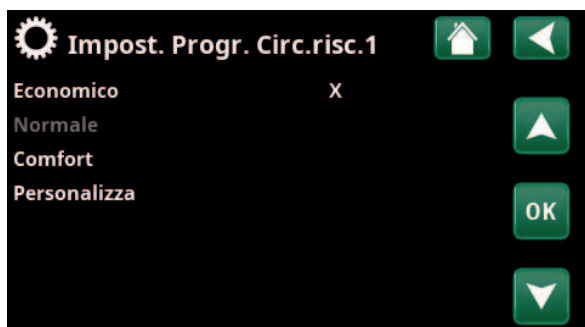 Impost. Progr. Circ.risc.1
Economico X
Normale
Comfort
Personalizza
OK